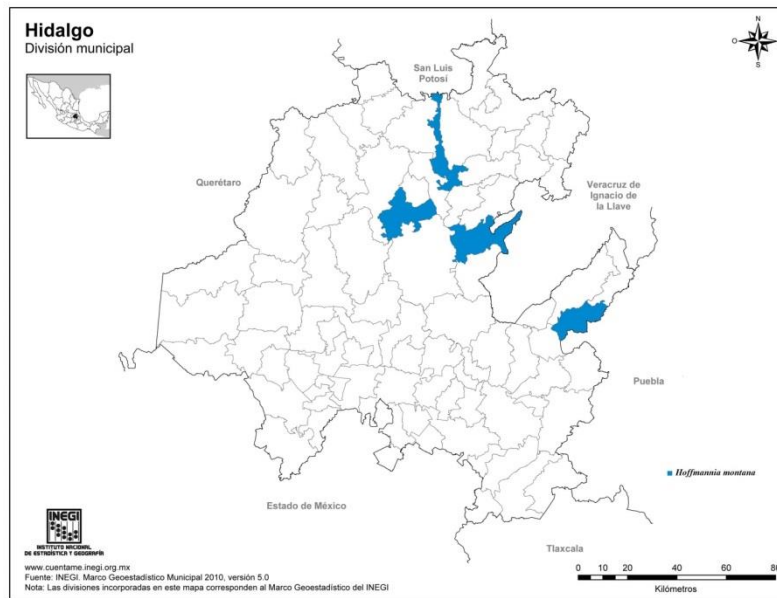 Hidalgo
División municipal
N
O
E
S
San Luis
Potosí
Querétaro
Veracruz de
Ignacio de
la Llave
Puebla
Hoffmannia montana
Estado de México
Tlaxcala
INEGI
INSTITUTO NACIONAL
DE ESTADÍSTICA Y GEOGRAFÍA
www.cuentame.inegi.org.mx
Fuente: INEGI. Marco Geoestadístico Municipal 2010, versión 5.0
Nota: Las divisiones incorporadas en este mapa corresponden al Marco Geoestadístico del INEGI
0 20 40 60 80
Kilómetros